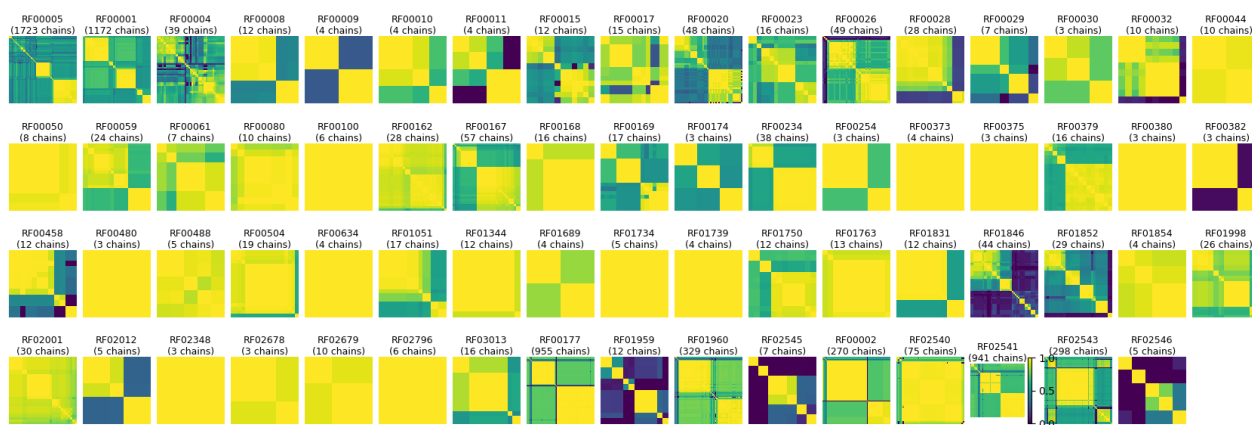 RF00005 RF00001 RF00004 RF00008 RF00009 RF00010 RF00011 RF00015 RF00017 RF00020 RF00023 RF00026 RF00028 RF00029 RF00030 RF00032 RF00044
(1723 chains) (1172 chains) (39 chains) (12 chains) (4 chains) (4 chains) (4 chains) (12 chains) (15 chains) (48 chains) (16 chains) (49 chains) (28 chains) (7 chains) (3 chains) (10 chains) (10 chains)
RF00050 RF00059 RF00061 RF00080 RF00100 RF00162 RF00167 RF00168 RF00169 RF00174 RF00234 RF00254 RF00373 RF00375 RF00379 RF00380 RF00382
(8 chains) (24 chains) (7 chains) (10 chains) (6 chains) (28 chains) (57 chains) (16 chains) (17 chains) (3 chains) (38 chains) (3 chains) (4 chains) (3 chains) (16 chains) (3 chains) (3 chains)
RF00458 RF00480 RF00488 RF00504 RF00634 RF01051 RF01344 RF01689 RF01734 RF01739 RF01750 RF01763 RF01831 RF01846 RF01852 RF01854 RF01998
(12 chains) (3 chains) (5 chains) (19 chains) (4 chains) (17 chains) (12 chains) (4 chains) (5 chains) (4 chains) (12 chains) (13 chains) (12 chains) (44 chains) (29 chains) (4 chains) (26 chains)
RF02001 RF02012 RF02348 RF02678 RF02679 RF02796 RF03013 RF00177 RF01959 RF01960 RF02545 RF00002 RF02540 RF02541 RF02543 RF02546
(30 chains) (5 chains) (3 chains) (3 chains) (10 chains) (6 chains) (16 chains) (955 chains) (12 chains) (329 chains) (7 chains) (270 chains) (75 chains) (941 chains) (298 chains) (5 chains)
1.0
0.5
0.0